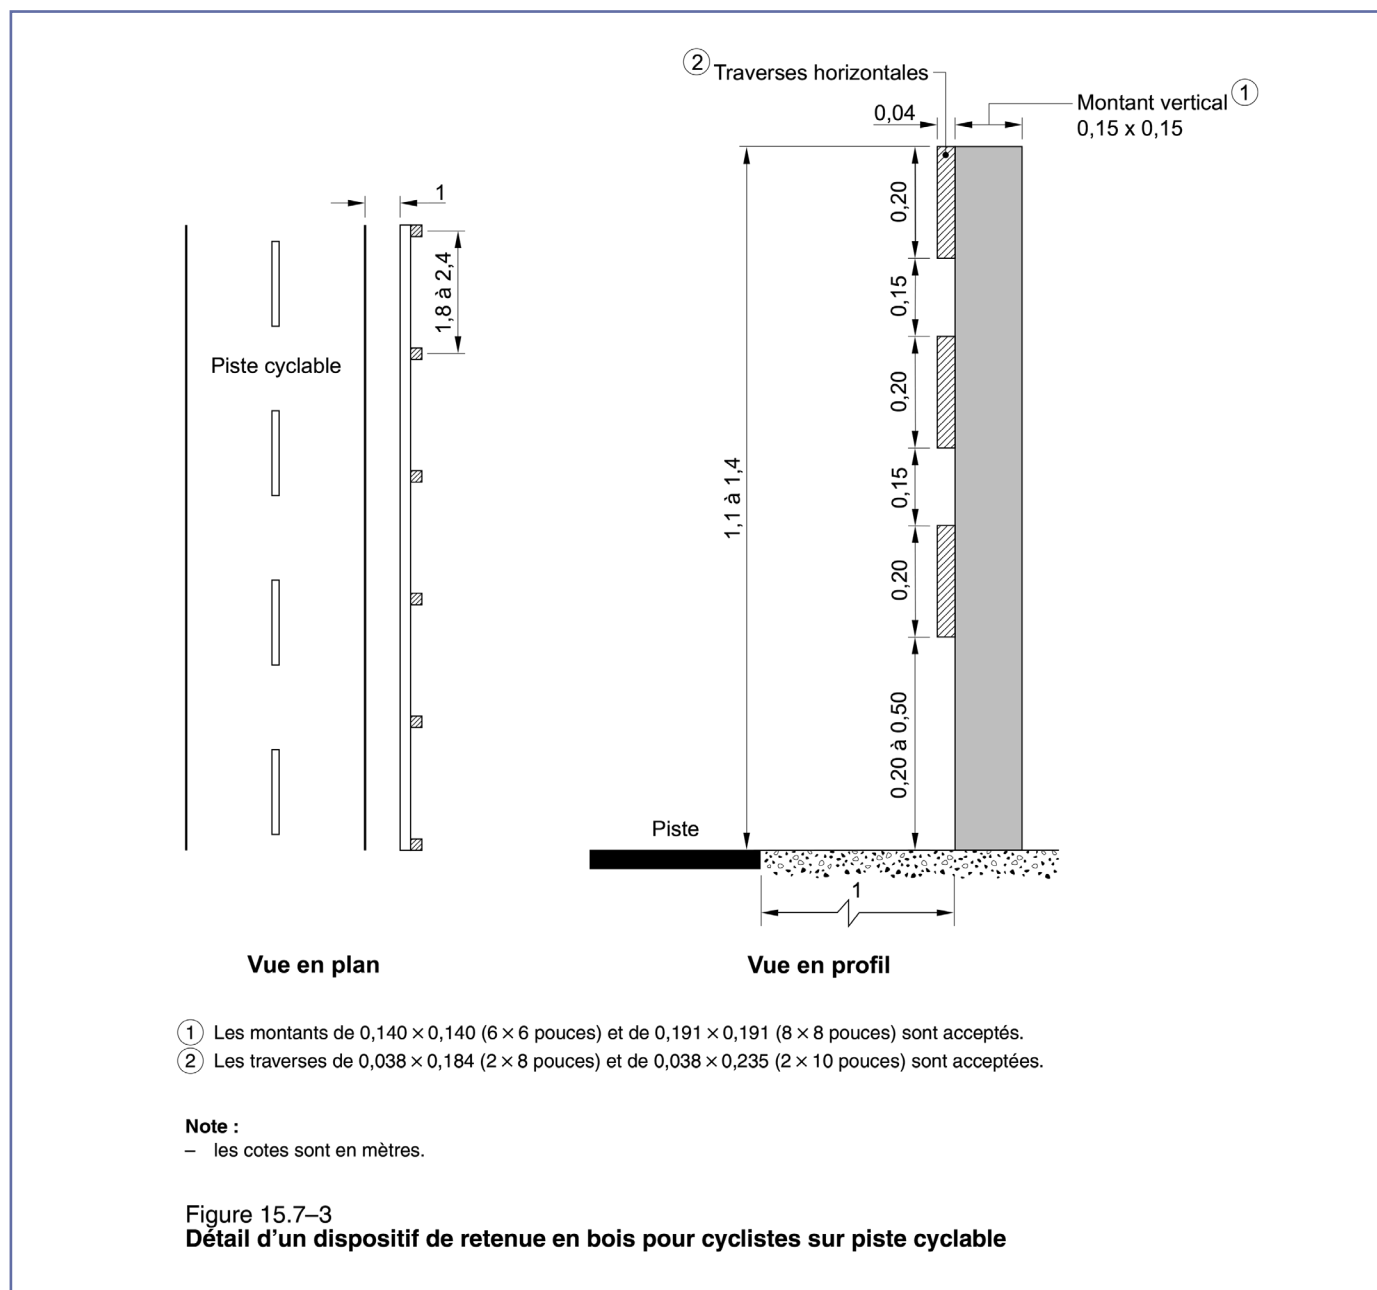 ② Traverses horizontales
Montant vertical ①
0,15 x 0,15
0,04
1
1,8 à 2,4
Piste cyclable
1,1 à 1,4
0,20
0,15
0,20
0,15
0,20
0,20 à 0,50
Piste
1
Vue en plan
Vue en profil
① Les montants de 0,140 × 0,140 (6 × 6 pouces) et de 0,191 × 0,191 (8 × 8 pouces) sont acceptés.
② Les traverses de 0,038 × 0,184 (2 × 8 pouces) et de 0,038 × 0,235 (2 × 10 pouces) sont acceptées.
Note :
– les cotes sont en mètres.
Figure 15.7–3
Détail d’un dispositif de retenue en bois pour cyclistes sur piste cyclable